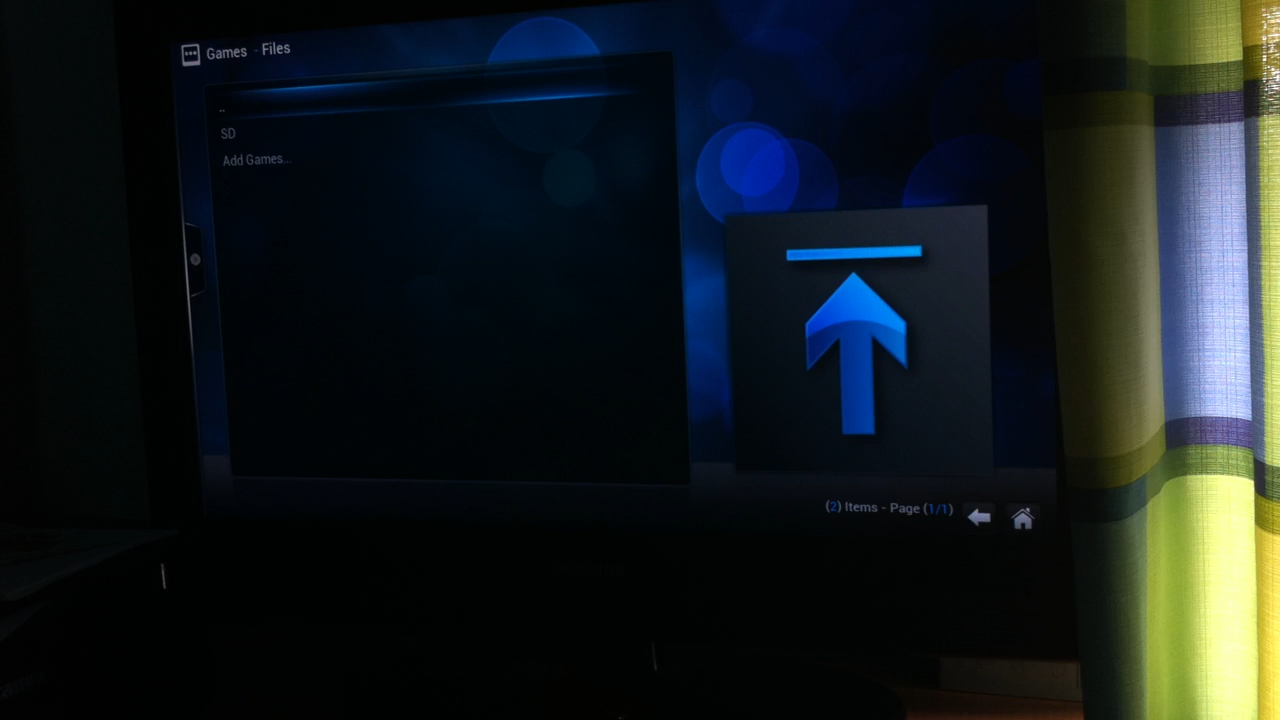 Games - Files
..
SD
Add Games...
(2) Items - Page (1/1)